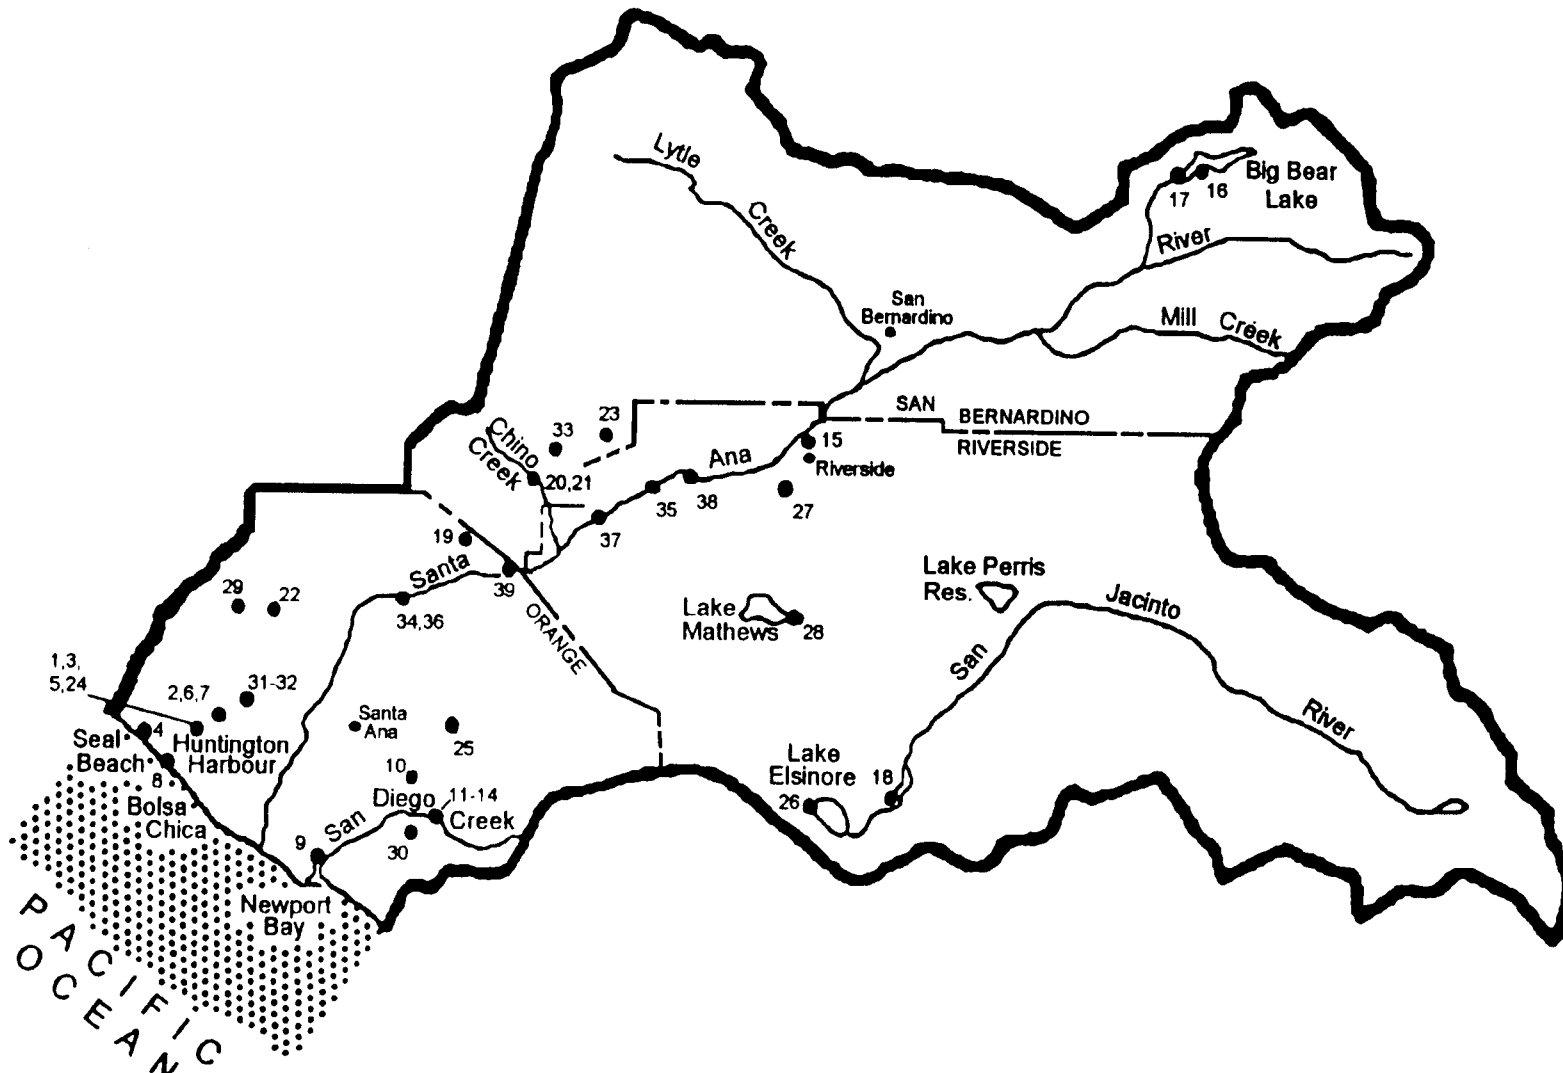 Lytle
Creek
Big Bear
Lake
17
16
River
San
Bernardino
Mill Creek
SAN BERNARDINO
RIVERSIDE
Chino
Creek
33
23
20,21
Ana
15
Riverside
35
38
27
37
19
Santa
39
34,36
ORANGE
29
22
Lake Perris
Res.
Lake
Mathews
28
San
Jacinto
River
1,3,
5,24
2,6,7
31-32
4
Seal
Beach
Huntington
Harbour
8
Bolsa
Chica
Santa
Ana
25
10
San
Diego
Creek
11-14
30
9
Newport
Bay
Lake
Elsinore
18
26
PACIFIC
OCEAN